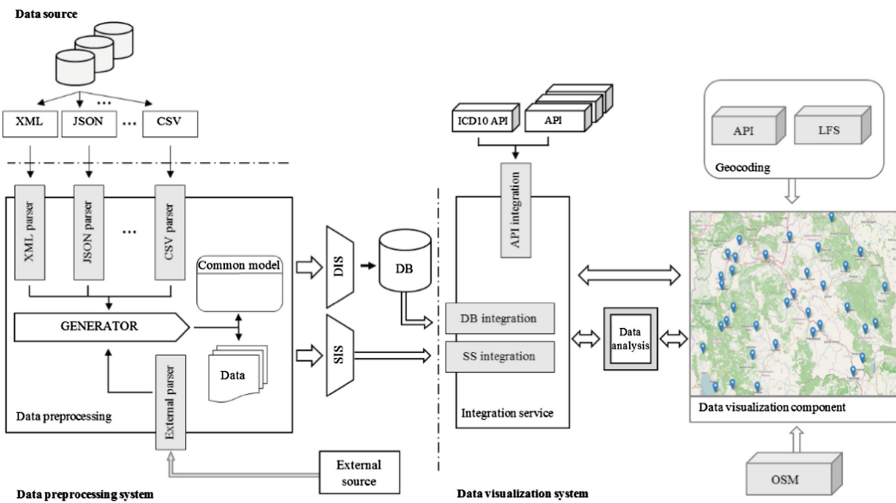 Data source
XML
JSON
...
CSV
...
XML parser
JSON parser
...
CSV parser
Common model
GENERATOR
Data
External parser
Data preprocessing
External
source
Data preprocessing system
DIS
DB
SIS
ICD10 API
API
API integration
DB integration
SS integration
Integration service
Data
analysis
Data visualization system
API
LFS
Geocoding
Data visualization component
OSM